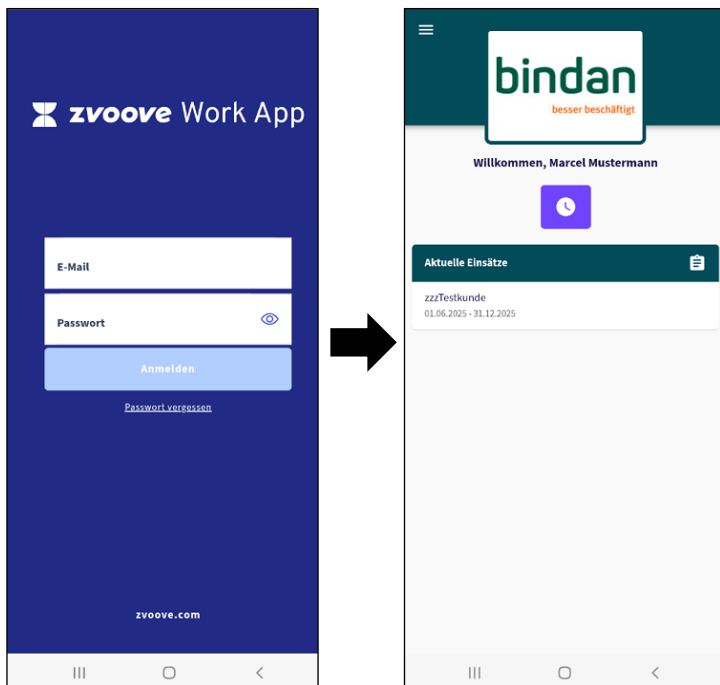 zvoove Work App
E-Mail
Passwort
Anmelden
Passwort vergessen
zvoove.com
bindan
besser beschäftigt
Willkommen, Marcel Mustermann
Aktuelle Einsätze
zzzTestkunde
01.06.2025 - 31.12.2025